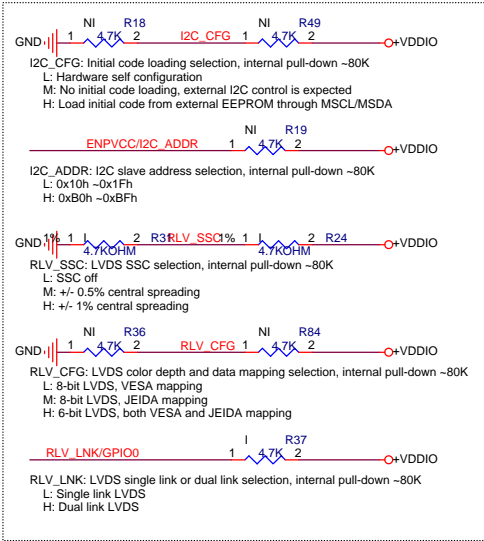 NI R18 NI R49
GND 1 4.7K 2 I2C_CFG 1 4.7K 2 +VDDIO
I2C_CFG: Initial code loading selection, internal pull-down ~80K
L: Hardware self configuration
M: No initial code loading, external I2C control is expected
H: Load initial code from external EEPROM through MSCL/MSDA
NI R19
ENPVCC/I2C_ADDR 1 4.7K 2 +VDDIO
I2C_ADDR: I2C slave address selection, internal pull-down ~80K
L: 0x10h ~0x1Fh
H: 0xB0h ~0xBFh
GND 1% 1 I 2 R31 RLV_SSC 1% 1 I 2 R24 +VDDIO
4.7KOHM 4.7KOHM
RLV_SSC: LVDS SSC selection, internal pull-down ~80K
L: SSC off
M: +/- 0.5% central spreading
H: +/- 1% central spreading
NI R36 NI R84
GND 1 4.7K 2 RLV_CFG 1 4.7K 2 +VDDIO
RLV_CFG: LVDS color depth and data mapping selection, internal pull-down ~80K
L: 8-bit LVDS, VESA mapping
M: 8-bit LVDS, JEIDA mapping
H: 6-bit LVDS, both VESA and JEIDA mapping
I R37
RLV_LNK/GPIO0 1 4.7K 2 +VDDIO
RLV_LNK: LVDS single link or dual link selection, internal pull-down ~80K
L: Single link LVDS
H: Dual link LVDS